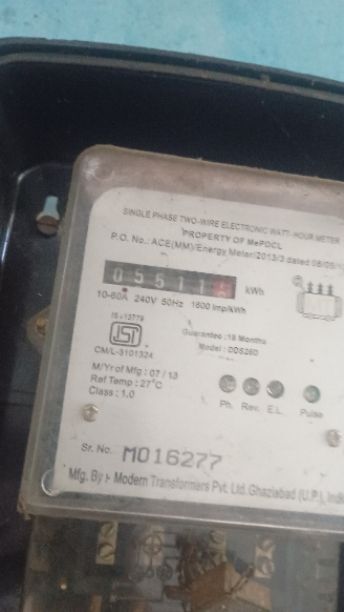 SINGLE PHASE TWO-WIRE ELECTRONIC WATT-HOUR METER
PROPERTY OF MePDCL
P.O. No.: ACE(MM)/Energy Meter/2013/3 dated
05511 kWh
10-60A 240V 50Hz 1600 Imp/kWh
IS-13779
ISI
Guarantee : 18 Months
CM/L-3101324
Model :
M/Yr of Mfg : 07 / 13
Ref Temp : 27°C
Class : 1.0
Ph. Rev. E.L. Pulse
Sr. No. M016277
Mfg. By :- Modern Transformers Pvt. Ltd. Ghaziabad (U.P.),